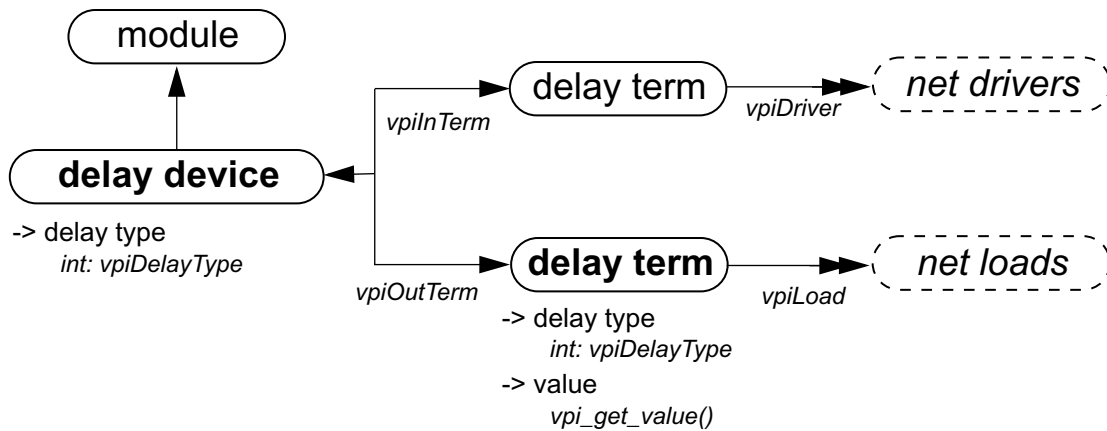 module
delay term
net drivers
vpiInTerm
vpiDriver
delay device
-> delay type
int: vpiDelayType
delay term
net loads
vpiOutTerm
vpiLoad
-> delay type
int: vpiDelayType
-> value
vpi_get_value()